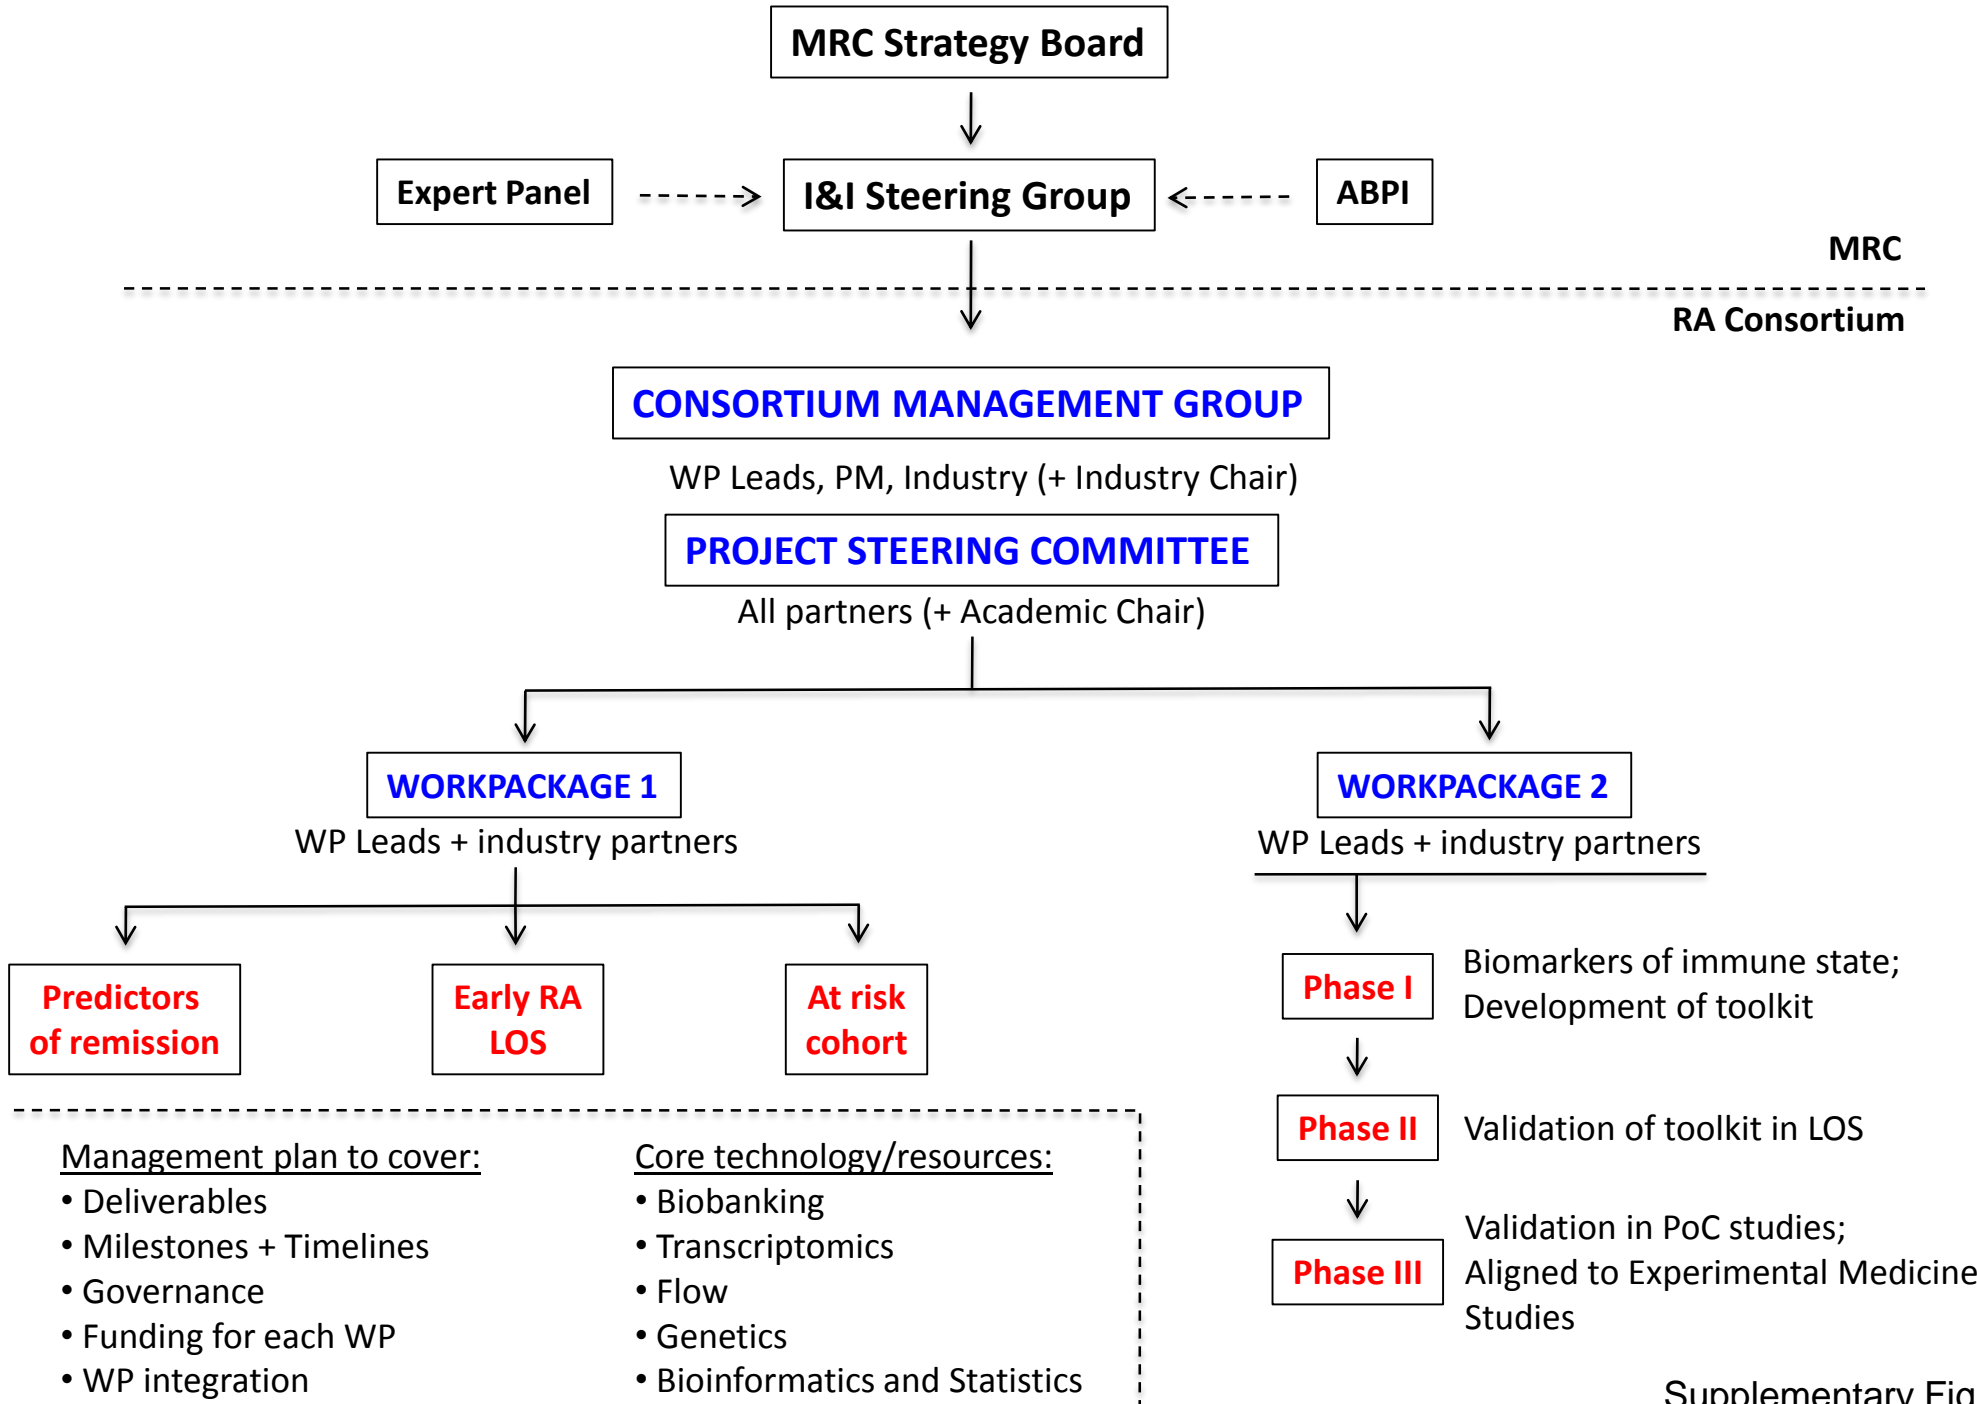 MRC Strategy Board
Expert Panel
I&I Steering Group
ABPI
MRC
RA Consortium
CONSORTIUM MANAGEMENT GROUP
WP Leads, PM, Industry (+ Industry Chair)
PROJECT STEERING COMMITTEE
All partners (+ Academic Chair)
WORKPACKAGE 1
WP Leads + industry partners
Predictors
of remission
Early RA
LOS
At risk
cohort
WORKPACKAGE 2
WP Leads + industry partners
Phase I
Biomarkers of immune state;
Development of toolkit
Phase II
Validation of toolkit in LOS
Phase III
Validation in PoC studies;
Aligned to Experimental Medicine
Studies
Management plan to cover:
• Deliverables
• Milestones + Timelines
• Governance
• Funding for each WP
• WP integration
Core technology/resources:
• Biobanking
• Transcriptomics
• Flow
• Genetics
• Bioinformatics and Statistics
Supplementary Fig